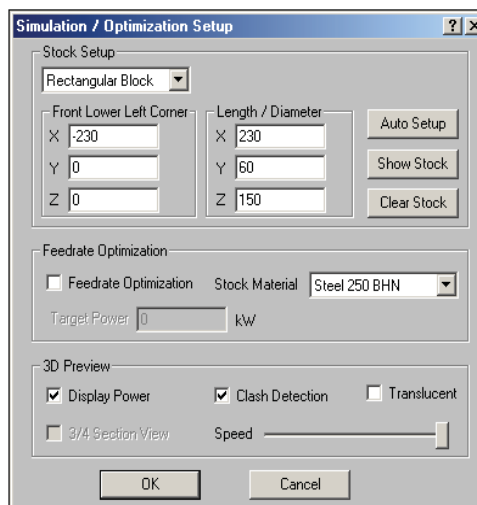 Simulation / Optimization Setup
Stock Setup
Rectangular Block
Front Lower Left Corner
X -230
Y 0
Z 0
Length / Diameter
X 230
Y 60
Z 150
Auto Setup
Show Stock
Clear Stock
Feedrate Optimization
Feedrate Optimization
Stock Material Steel 250 BHN
Target Power 0 kW
3D Preview
Display Power
Clash Detection
Translucent
3/4 Section View
Speed
OK
Cancel